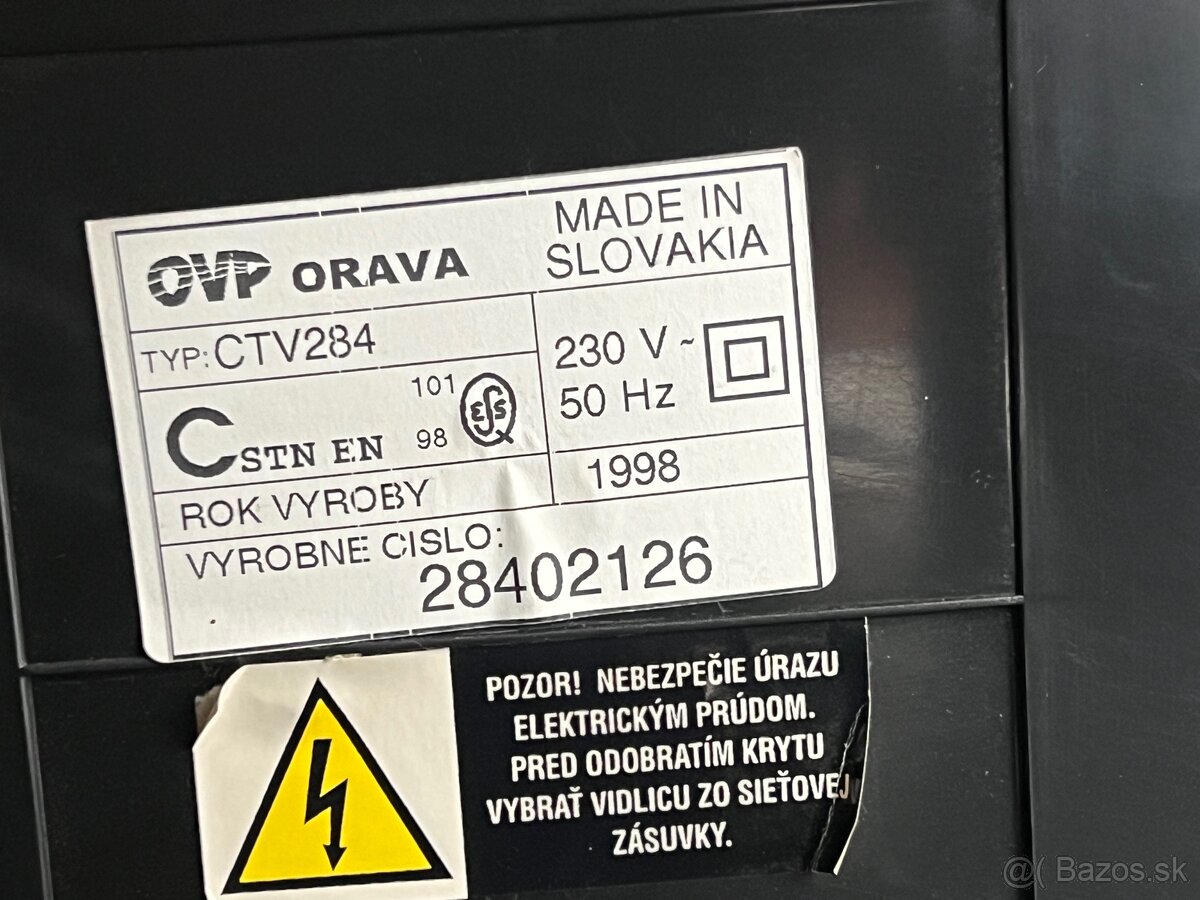 OVP ORAVA
MADE IN
SLOVAKIA
TYP: CTV284
230 V ~
50 Hz
C STN EN
101
98
ESŠ
ROK VYROBY
1998
VYROBNE CISLO:
28402126
POZOR! NEBEZPEČIE ÚRAZU
ELEKTRICKÝM PRÚDOM.
PRED ODOBRATÍM KRYTU
VYBRAŤ VIDLICU ZO SIEŤOVEJ
ZÁSUVKY.
@( Bazos.sk